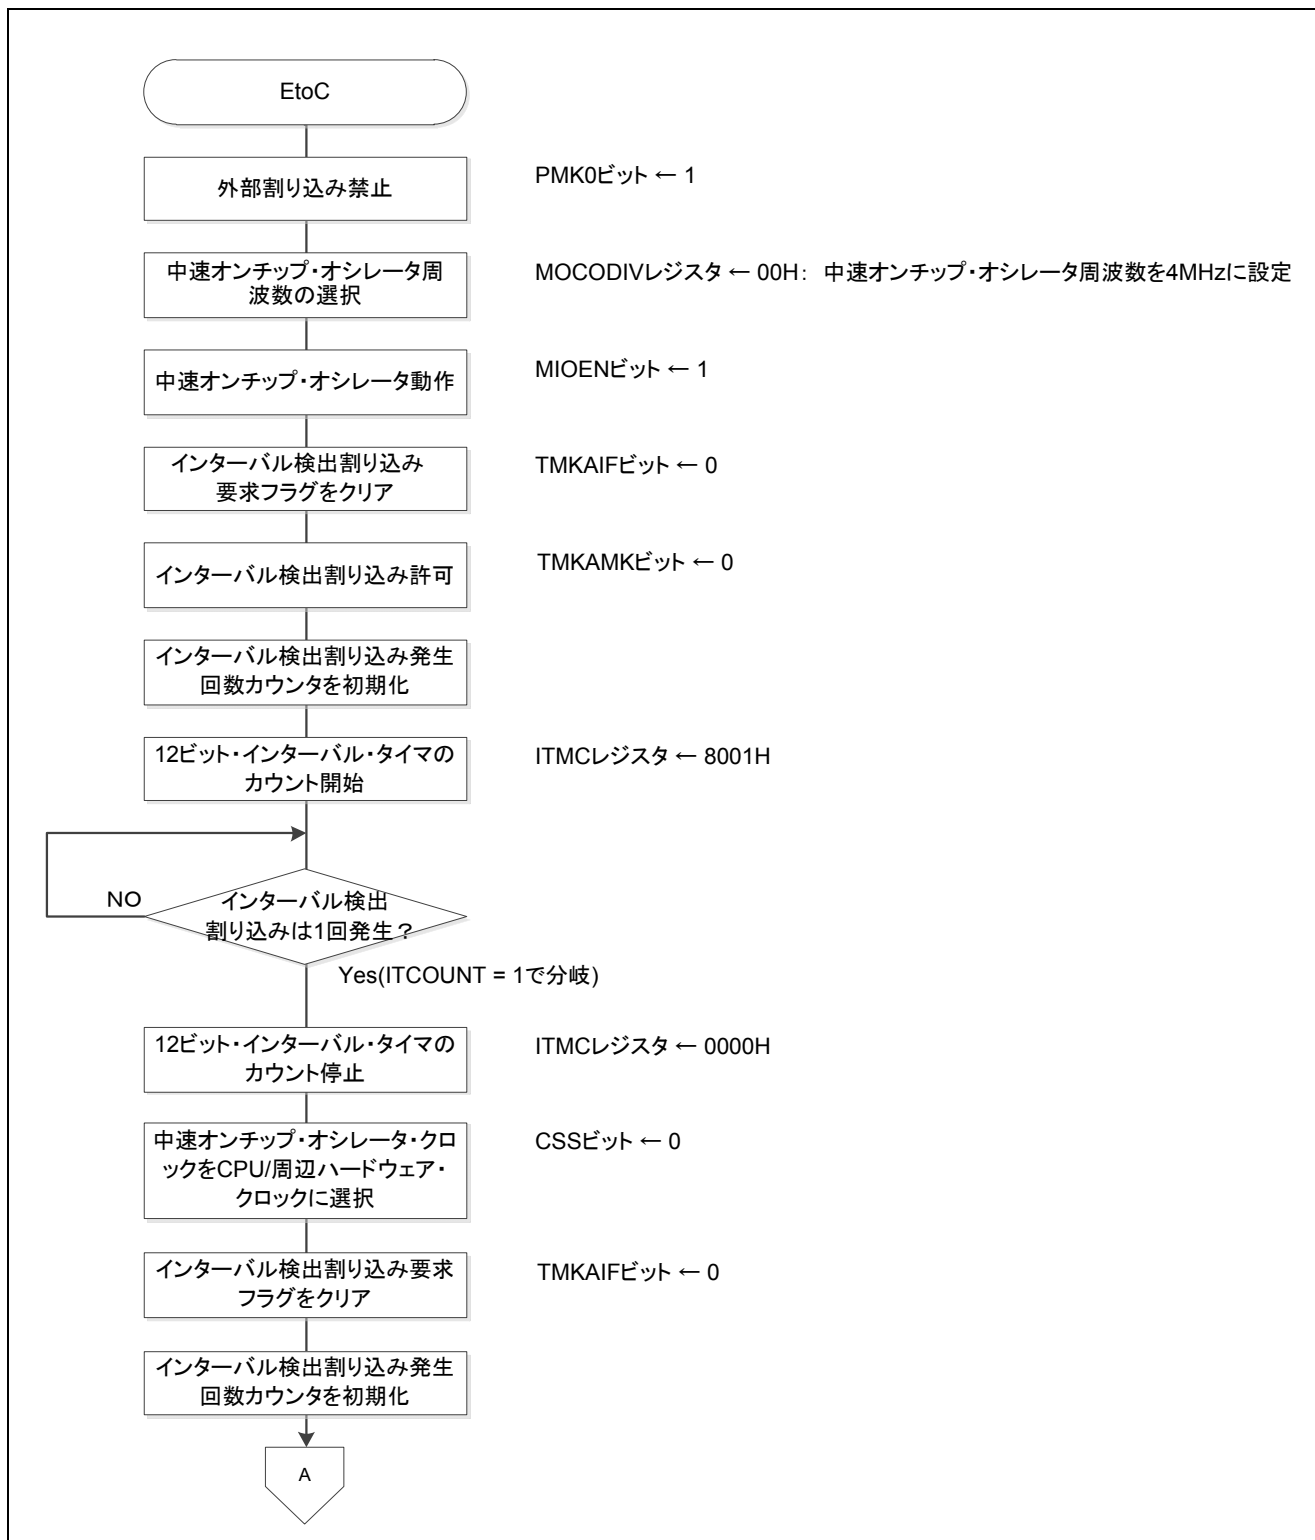 EtoC
外部割り込み禁止
PMK0ビット ← 1
中速オンチップ・オシレータ周
波数の選択
MOCODIVレジスタ ← 00H： 中速オンチップ・オシレータ周波数を4MHzに設定
中速オンチップ・オシレータ動作
MIOENビット ← 1
インターバル検出割り込み
要求フラグをクリア
TMKAIFビット ← 0
インターバル検出割り込み許可
TMKAMKビット ← 0
インターバル検出割り込み発生
回数カウンタを初期化
12ビット・インターバル・タイマの
カウント開始
ITMCレジスタ ← 8001H
NO
インターバル検出
割り込みは1回発生？
Yes(ITCOUNT = 1で分岐)
12ビット・インターバル・タイマの
カウント停止
ITMCレジスタ ← 0000H
中速オンチップ・オシレータ・クロ
ックをCPU/周辺ハードウェア・
クロックに選択
CSSビット ← 0
インターバル検出割り込み要求
フラグをクリア
TMKAIFビット ← 0
インターバル検出割り込み発生
回数カウンタを初期化
A